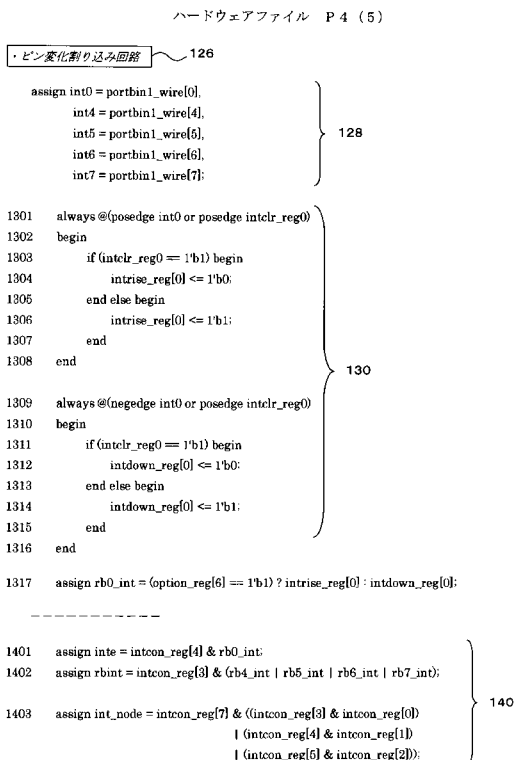 ハードウェアファイル　Ｐ４（５）
・ピン変化割り込み回路 126
assign int0 = portbin1_wire[0],
int4 = portbin1_wire[4],
int5 = portbin1_wire[5],
int6 = portbin1_wire[6],
int7 = portbin1_wire[7];
128
1301 always @(posedge int0 or posedge intclr_reg0)
1302 begin
1303 if (intclr_reg0 == 1'b1) begin
1304 intrise_reg[0] <= 1'b0;
1305 end else begin
1306 intrise_reg[0] <= 1'b1;
1307 end
1308 end
130
1309 always @(negedge int0 or posedge intclr_reg0)
1310 begin
1311 if (intclr_reg0 == 1'b1) begin
1312 intdown_reg[0] <= 1'b0;
1313 end else begin
1314 intdown_reg[0] <= 1'b1;
1315 end
1316 end
1317 assign rb0_int = (option_reg[6] == 1'b1) ? intrise_reg[0] : intdown_reg[0];
1401 assign inte = intcon_reg[4] & rb0_int;
1402 assign rbint = intcon_reg[3] & (rb4_int | rb5_int | rb6_int | rb7_int);
140
1403 assign int_node = intcon_reg[7] & ((intcon_reg[3] & intcon_reg[0])
| (intcon_reg[4] & intcon_reg[1])
| (intcon_reg[5] & intcon_reg[2]));